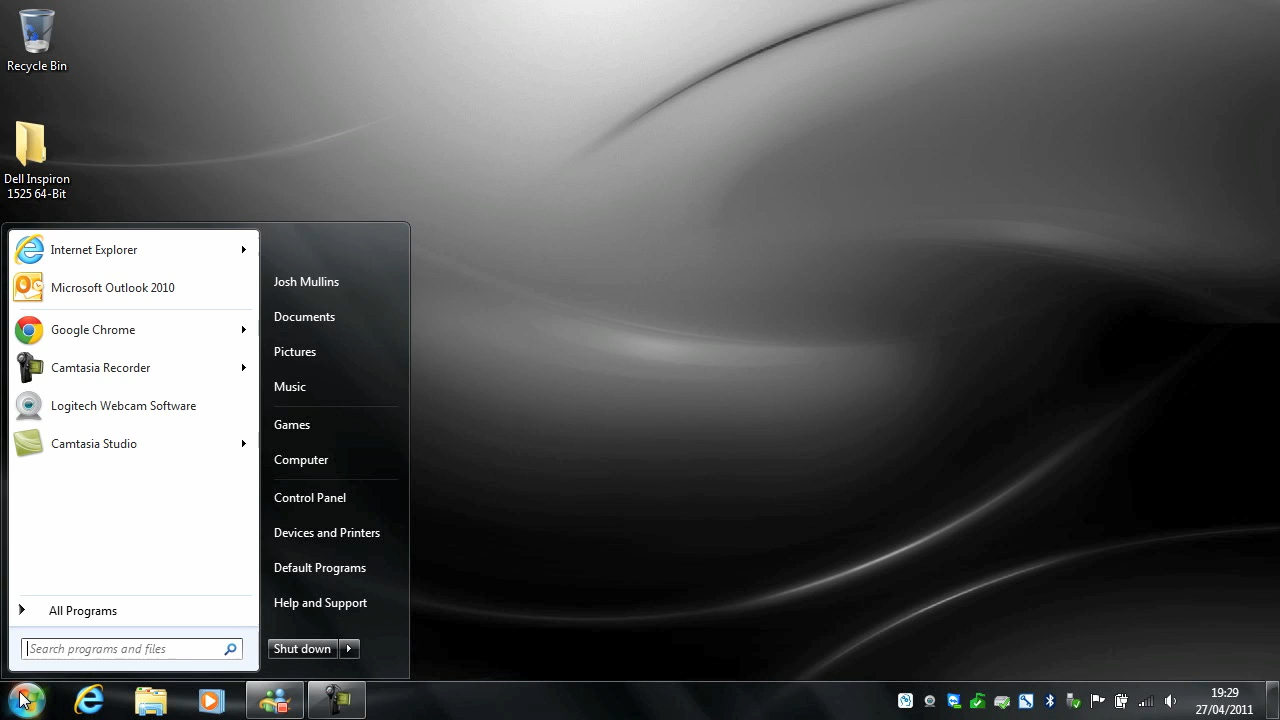 Recycle Bin
Dell Inspiron
1525 64-Bit
Internet Explorer
Microsoft Outlook 2010
Google Chrome
Camtasia Recorder
Logitech Webcam Software
Camtasia Studio
All Programs
Search programs and files
Josh Mullins
Documents
Pictures
Music
Games
Computer
Control Panel
Devices and Printers
Default Programs
Help and Support
Shut down
19:29
27/04/2011